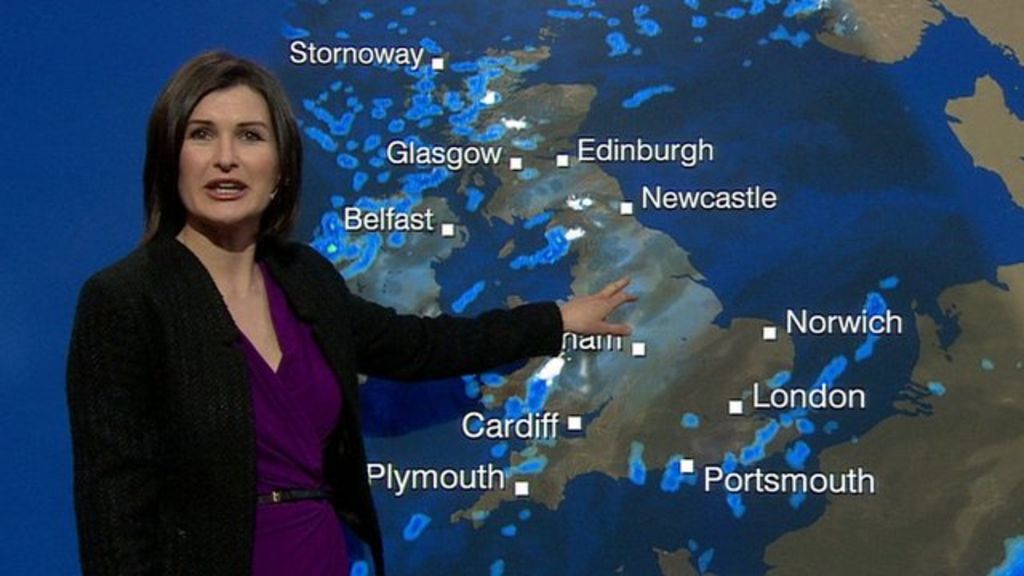 Stornoway
Glasgow
Edinburgh
Newcastle
Belfast
Norwich
London
Cardiff
Plymouth
Portsmouth